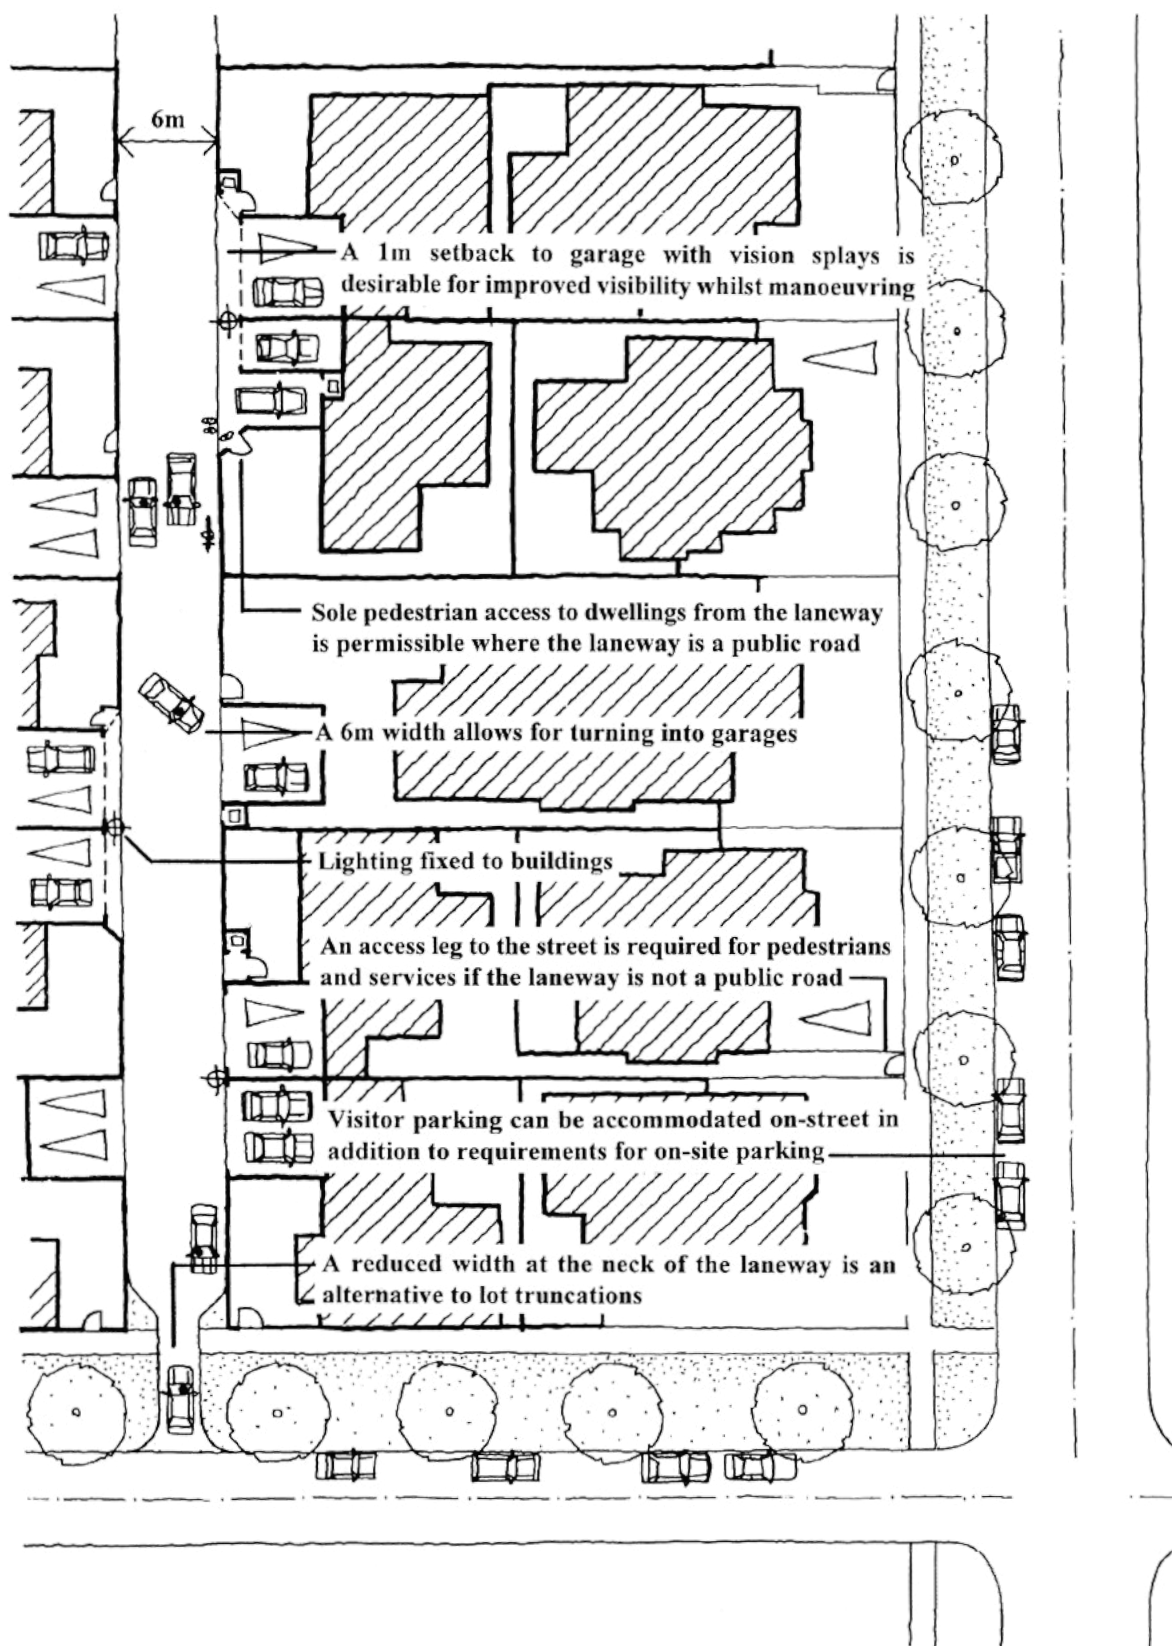 6m
A 1m setback to garage with vision splays is
desirable for improved visibility whilst manoeuvring
Sole pedestrian access to dwellings from the laneway
is permissible where the laneway is a public road
A 6m width allows for turning into garages
Lighting fixed to buildings
An access leg to the street is required for pedestrians
and services if the laneway is not a public road
Visitor parking can be accommodated on-street in
addition to requirements for on-site parking
A reduced width at the neck of the laneway is an
alternative to lot truncations